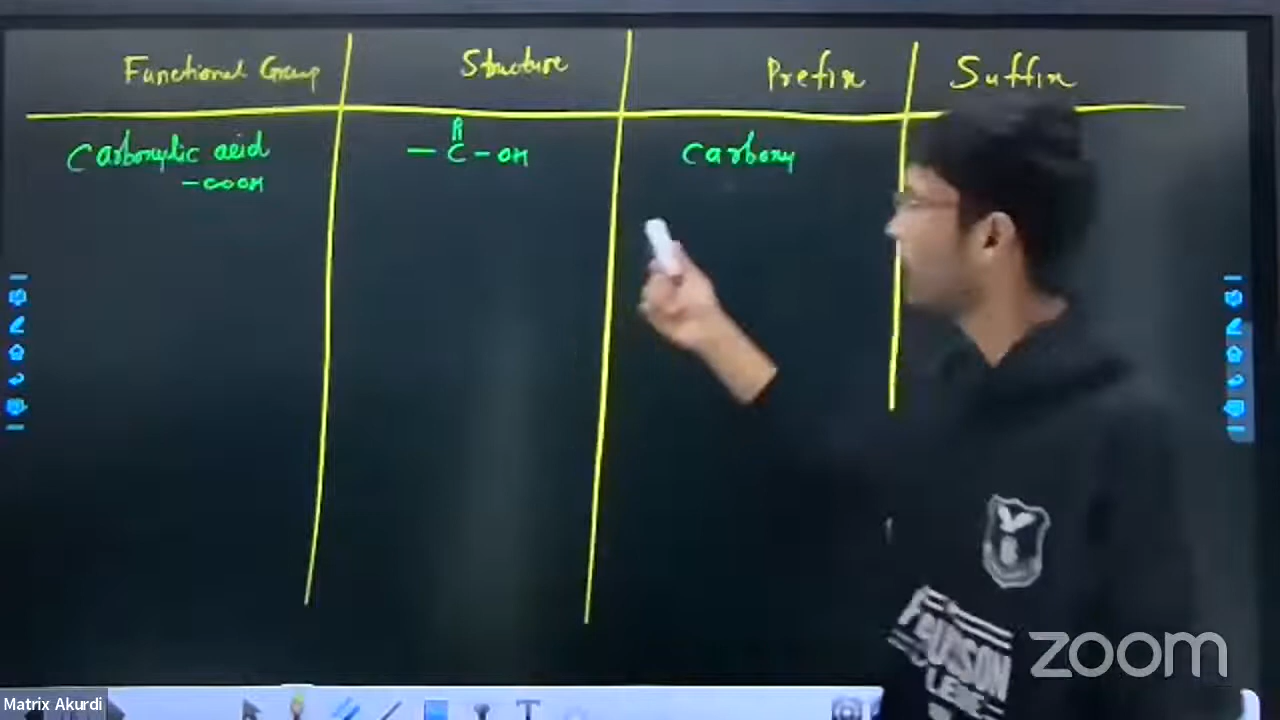 Functional Group Structure Prefix Suffix
Carboxylic acid
-COOH
O
- C - OH
Carboxy
zoom
Matrix Akurdi